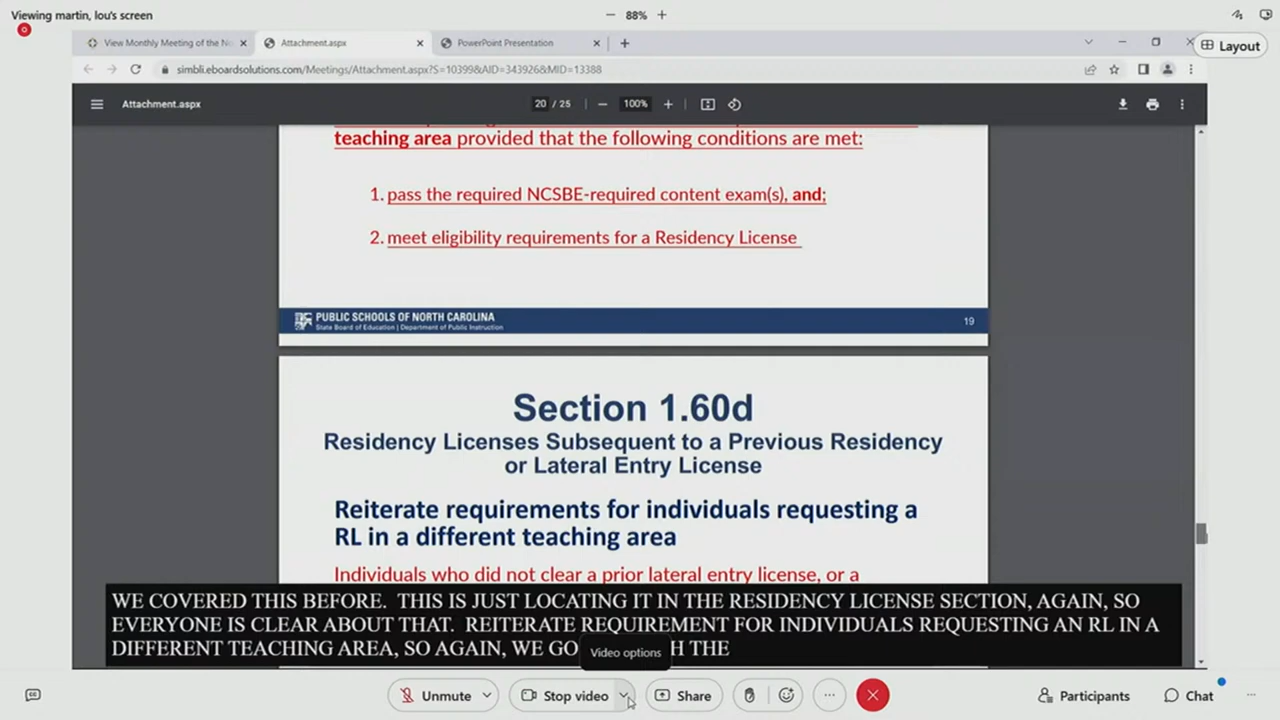 Viewing martin, lou's screen
88%
View Monthly Meeting of the No
Attachment.aspx
PowerPoint Presentation
Layout
simbli.eboardsolutions.com/Meetings/Attachment.aspx?S=10399&AID=343926&MID=13388
Attachment.aspx
20 / 25
100%
teaching area provided that the following conditions are met:
1. pass the required NCSBE-required content exam(s), and;
2. meet eligibility requirements for a Residency License
PUBLIC SCHOOLS OF NORTH CAROLINA
State Board of Education | Department of Public Instruction
19
Section 1.60d
Residency Licenses Subsequent to a Previous Residency
or Lateral Entry License
Reiterate requirements for individuals requesting a
RL in a different teaching area
Individuals who did not clear a prior lateral entry license, or a
WE COVERED THIS BEFORE. THIS IS JUST LOCATING IT IN THE RESIDENCY LICENSE SECTION, AGAIN, SO
EVERYONE IS CLEAR ABOUT THAT. REITERATE REQUIREMENT FOR INDIVIDUALS REQUESTING AN RL IN A
DIFFERENT TEACHING AREA, SO AGAIN, WE GO H THE
Video options
Unmute
Stop video
Share
Participants
Chat